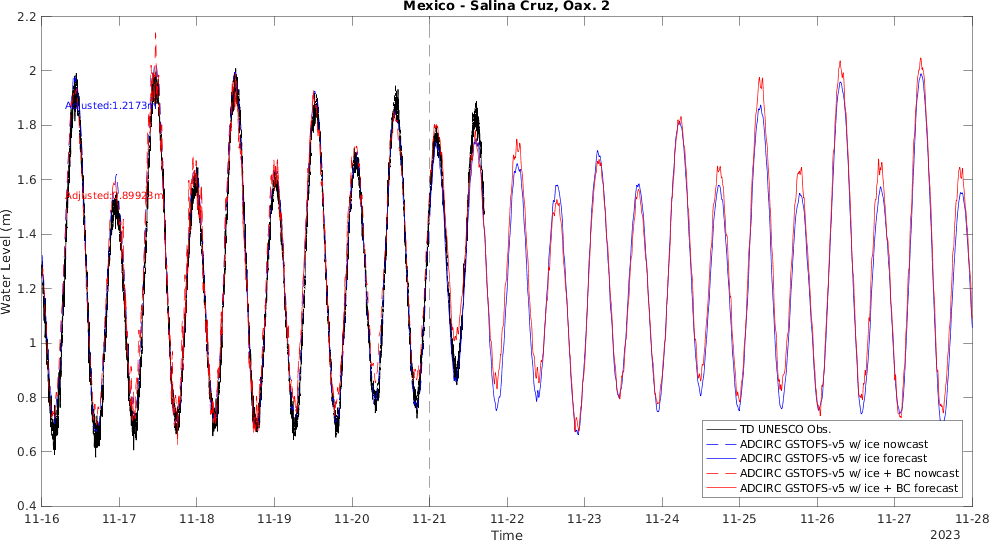 Mexico - Salina Cruz, Oax. 2
Water Level (m)
2.2
2
1.8
1.6
1.4
1.2
1
0.8
0.6
0.4
Adjusted:1.2173m
TD UNESCO Obs.
ADCIRC GSTOFS-v5 w/ ice nowcast
ADCIRC GSTOFS-v5 w/ ice forecast
ADCIRC GSTOFS-v5 w/ ice + BC nowcast
ADCIRC GSTOFS-v5 w/ ice + BC forecast
11-16 11-17 11-18 11-19 11-20 11-21 11-22 11-23 11-24 11-25 11-26 11-27 11-28
Time
2023